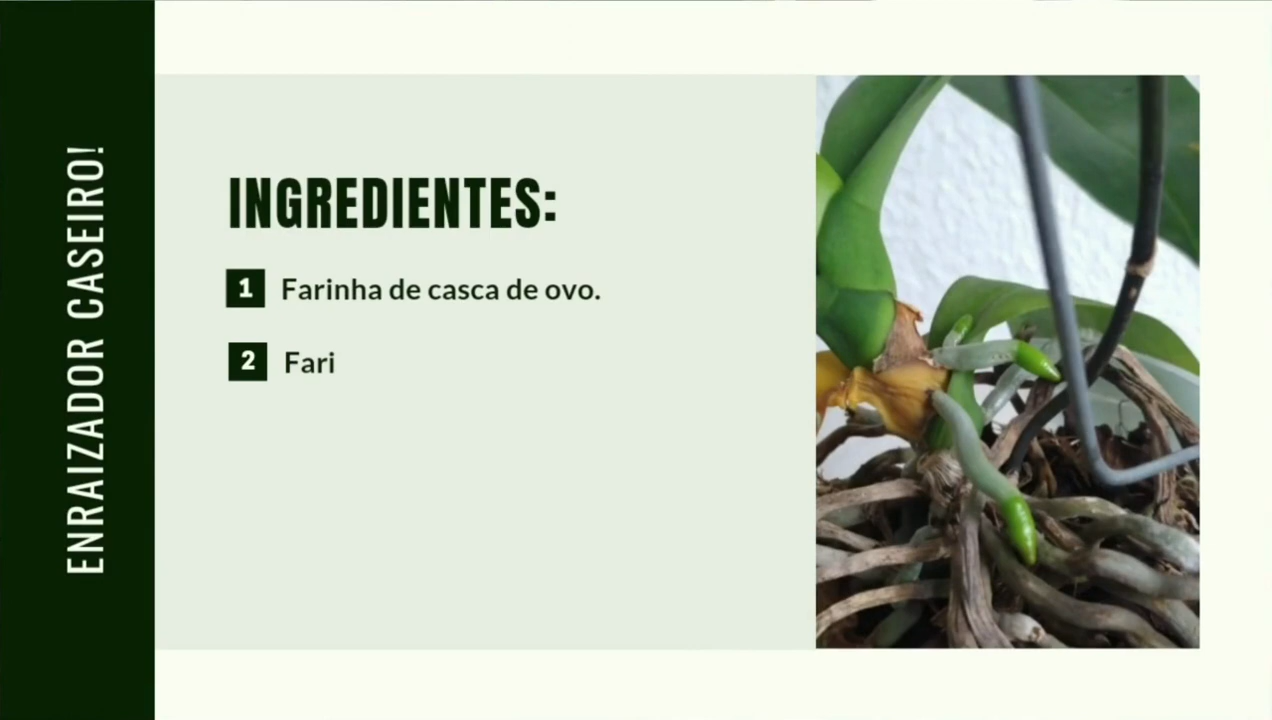 ENRAIZADOR CASEIRO!
INGREDIENTES:
1 Farinha de casca de ovo.
2 Fari